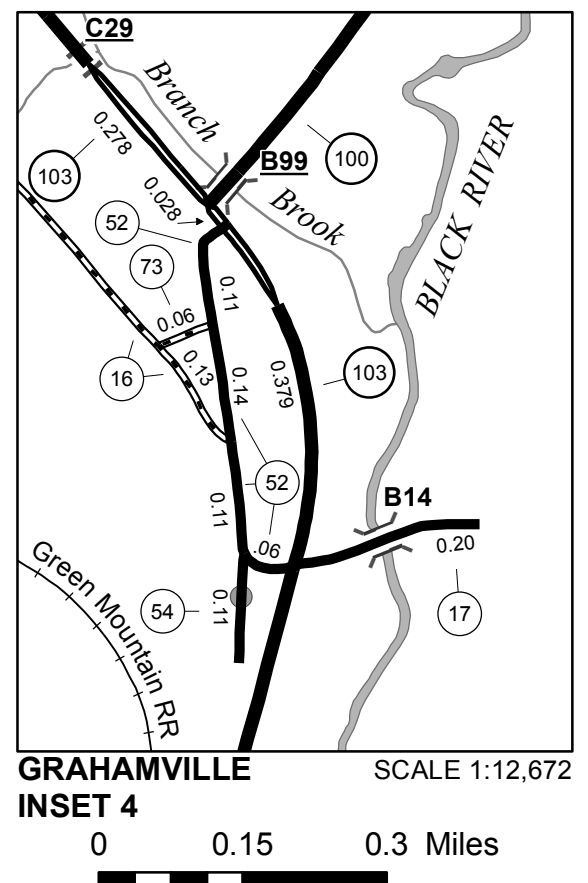 C29
Branch
B99
100
0.278
103
0.028
Brook
BLACK RIVER
52
73
0.06
0.11
16
0.13
0.14
0.379
103
52
B14
0.11
.06
0.20
Green Mountain RR
54
0.11
17
GRAHAMVILLE
INSET 4
SCALE 1:12,672
0 0.15 0.3 Miles